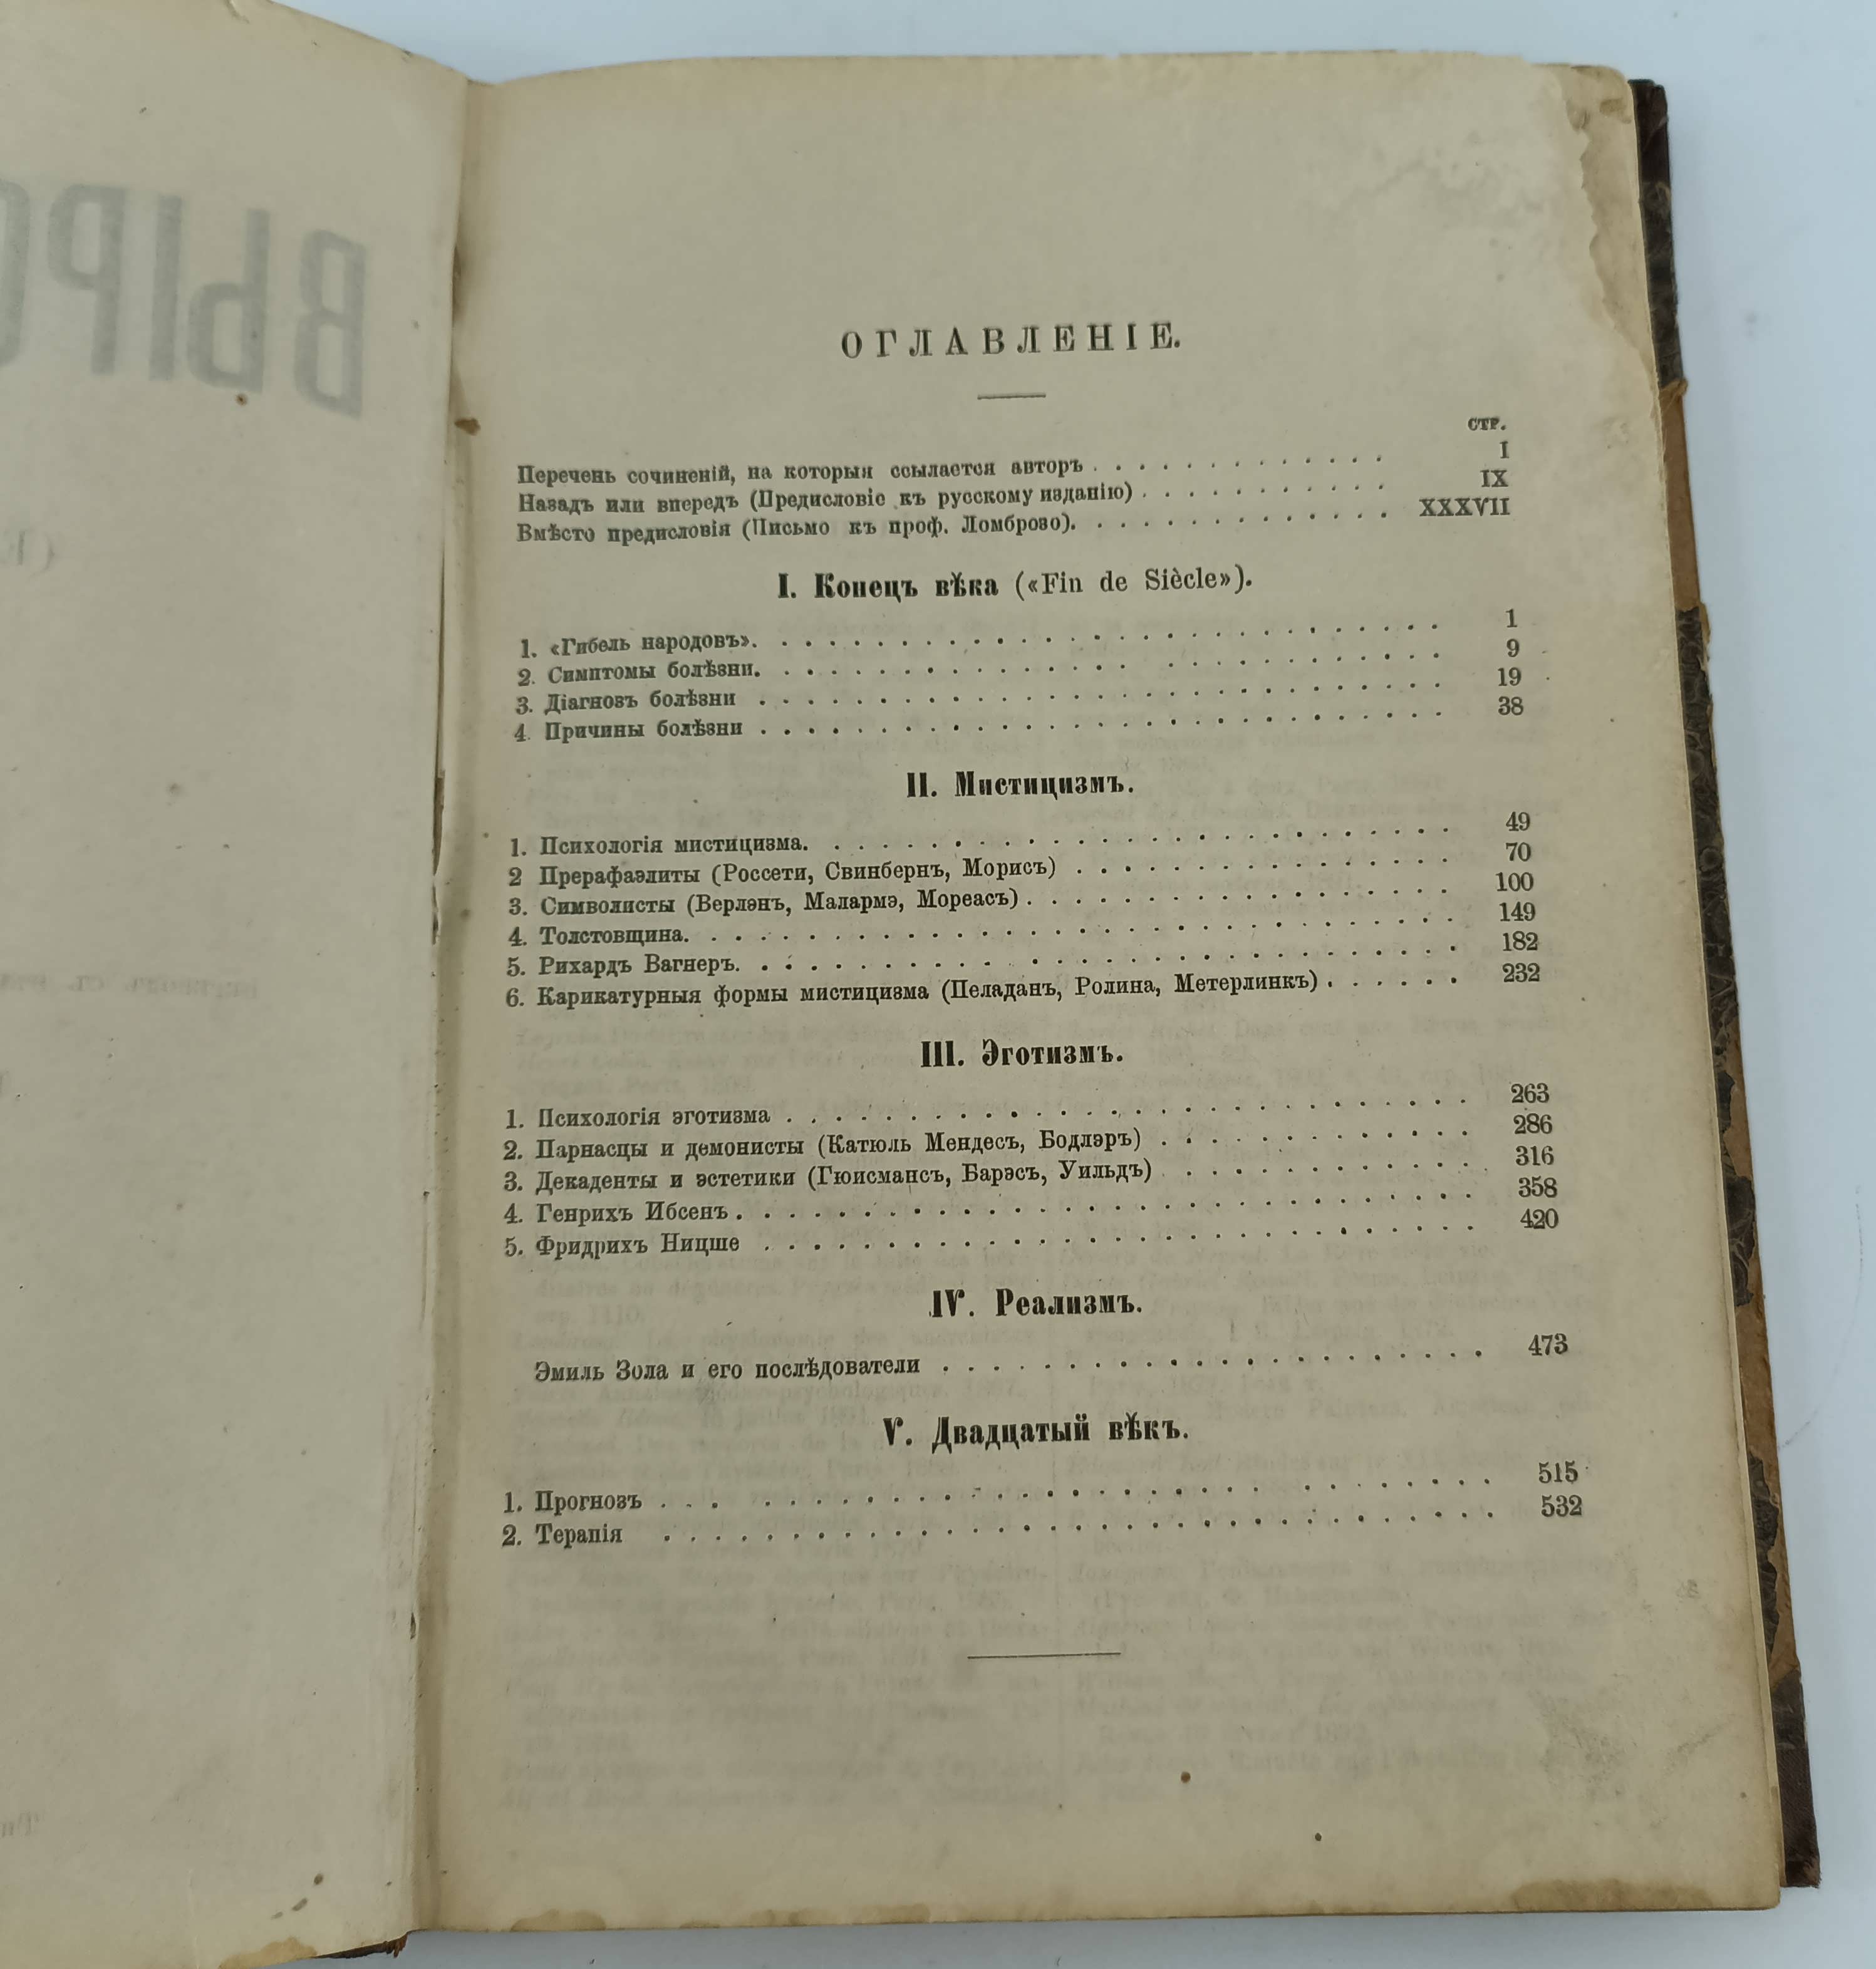 ОГЛАВЛЕНІЕ.
СТР.
Перечень сочиненій, на которыя ссылается авторъ . . . . . . . . . . . . . I
Назадъ или впередъ (Предисловіе къ русскому изданію) . . . . . . . . . . . IX
Вмѣсто предисловія (Письмо къ проф. Ломброзо). . . . . . . . . . . . . . XXXVII
I. Конецъ вѣка («Fin de Siècle»).
1. «Гибель народовъ». . . . . . . . . . . . . . . . . . . . . . . . . . . . 1
2. Симптомы болѣзни. . . . . . . . . . . . . . . . . . . . . . . . . . . . 9
3. Діагнозъ болѣзни . . . . . . . . . . . . . . . . . . . . . . . . . . . . 19
4. Причины болѣзни . . . . . . . . . . . . . . . . . . . . . . . . . . . . 38
II. Мистицизмъ.
1. Психологія мистицизма. . . . . . . . . . . . . . . . . . . . . . . . . . 49
2 Прерафаэлиты (Россети, Свинбернъ, Морисъ) . . . . . . . . . . . . . . . . 70
3. Символисты (Верлэнъ, Малармэ, Мореасъ) . . . . . . . . . . . . . . . . . 100
4. Толстовщина. . . . . . . . . . . . . . . . . . . . . . . . . . . . . . 149
5. Рихардъ Вагнеръ. . . . . . . . . . . . . . . . . . . . . . . . . . . . 182
6. Карикатурныя формы мистицизма (Пеладанъ, Ролина, Метерлинкъ) . . . . . . 232
III. Эготизмъ.
1. Психологія эготизма . . . . . . . . . . . . . . . . . . . . . . . . . . . 263
2. Парнасцы и демонисты (Катюль Мендесъ, Бодлэръ) . . . . . . . . . . . . . 286
3. Декаденты и эстетики (Гюисмансъ, Барэсъ, Уильдъ) . . . . . . . . . . . . . 316
4. Генрихъ Ибсенъ . . . . . . . . . . . . . . . . . . . . . . . . . . . . . 358
5. Фридрихъ Ницше . . . . . . . . . . . . . . . . . . . . . . . . . . . . 420
IV. Реализмъ.
Эмиль Зола и его послѣдователи . . . . . . . . . . . . . . . . . . . . . . 473
V. Двадцатый вѣкъ.
1. Прогнозъ . . . . . . . . . . . . . . . . . . . . . . . . . . . . . . . . 515
2. Терапія . . . . . . . . . . . . . . . . . . . . . . . . . . . . . . . . . 532